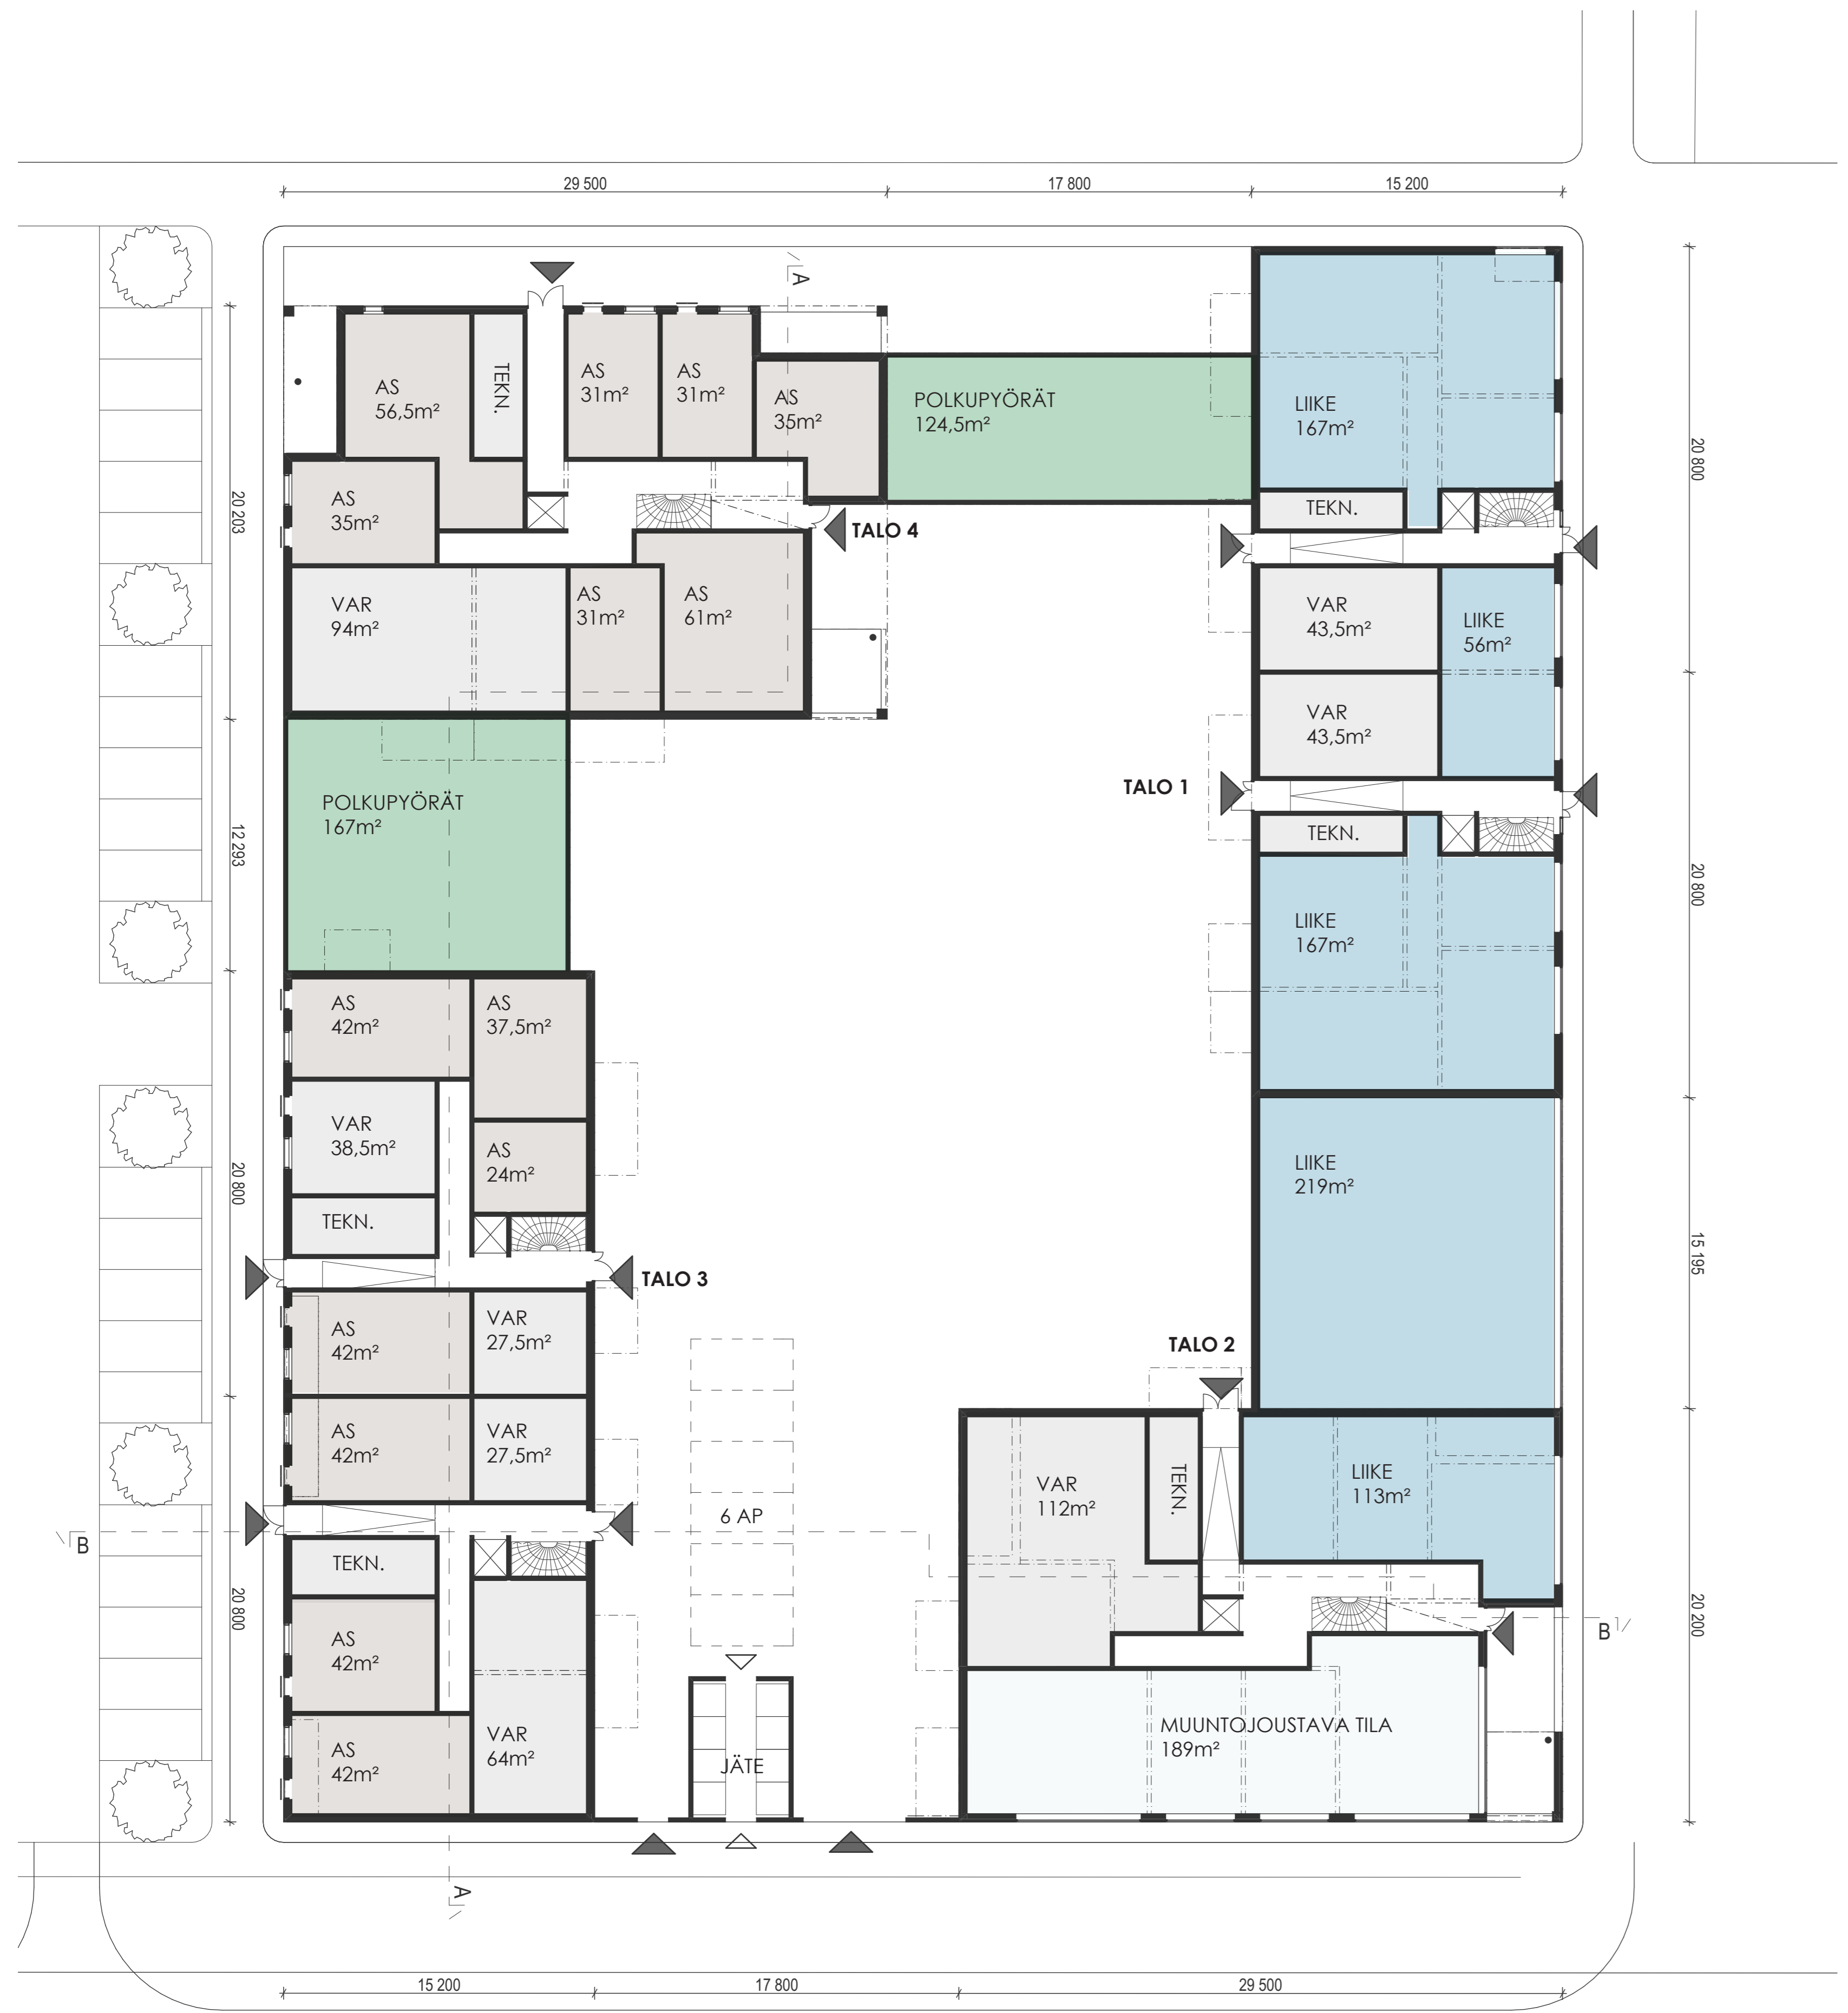 29 500
17 800
15 200
A
AS
56,5m²
TEKN.
AS
31m²
AS
31m²
AS
35m²
POLKUPYÖRÄT
124,5m²
LIIKE
167m²
20 800
AS
35m²
20 203
TALO 4
TEKN.
VAR
94m²
AS
31m²
AS
61m²
VAR
43,5m²
LIIKE
56m²
VAR
43,5m²
POLKUPYÖRÄT
167m²
12 293
TALO 1
TEKN.
20 800
LIIKE
167m²
AS
42m²
AS
37,5m²
VAR
38,5m²
AS
24m²
20 800
TEKN.
LIIKE
219m²
15 195
TALO 3
AS
42m²
VAR
27,5m²
TALO 2
AS
42m²
VAR
27,5m²
6 AP
VAR
112m²
TEKN.
LIIKE
113m²
B
TEKN.
20 800
B
20 200
AS
42m²
AS
42m²
VAR
64m²
JÄTE
MUUNTOJOUSTAVA TILA
189m²
A
15 200
17 800
29 500